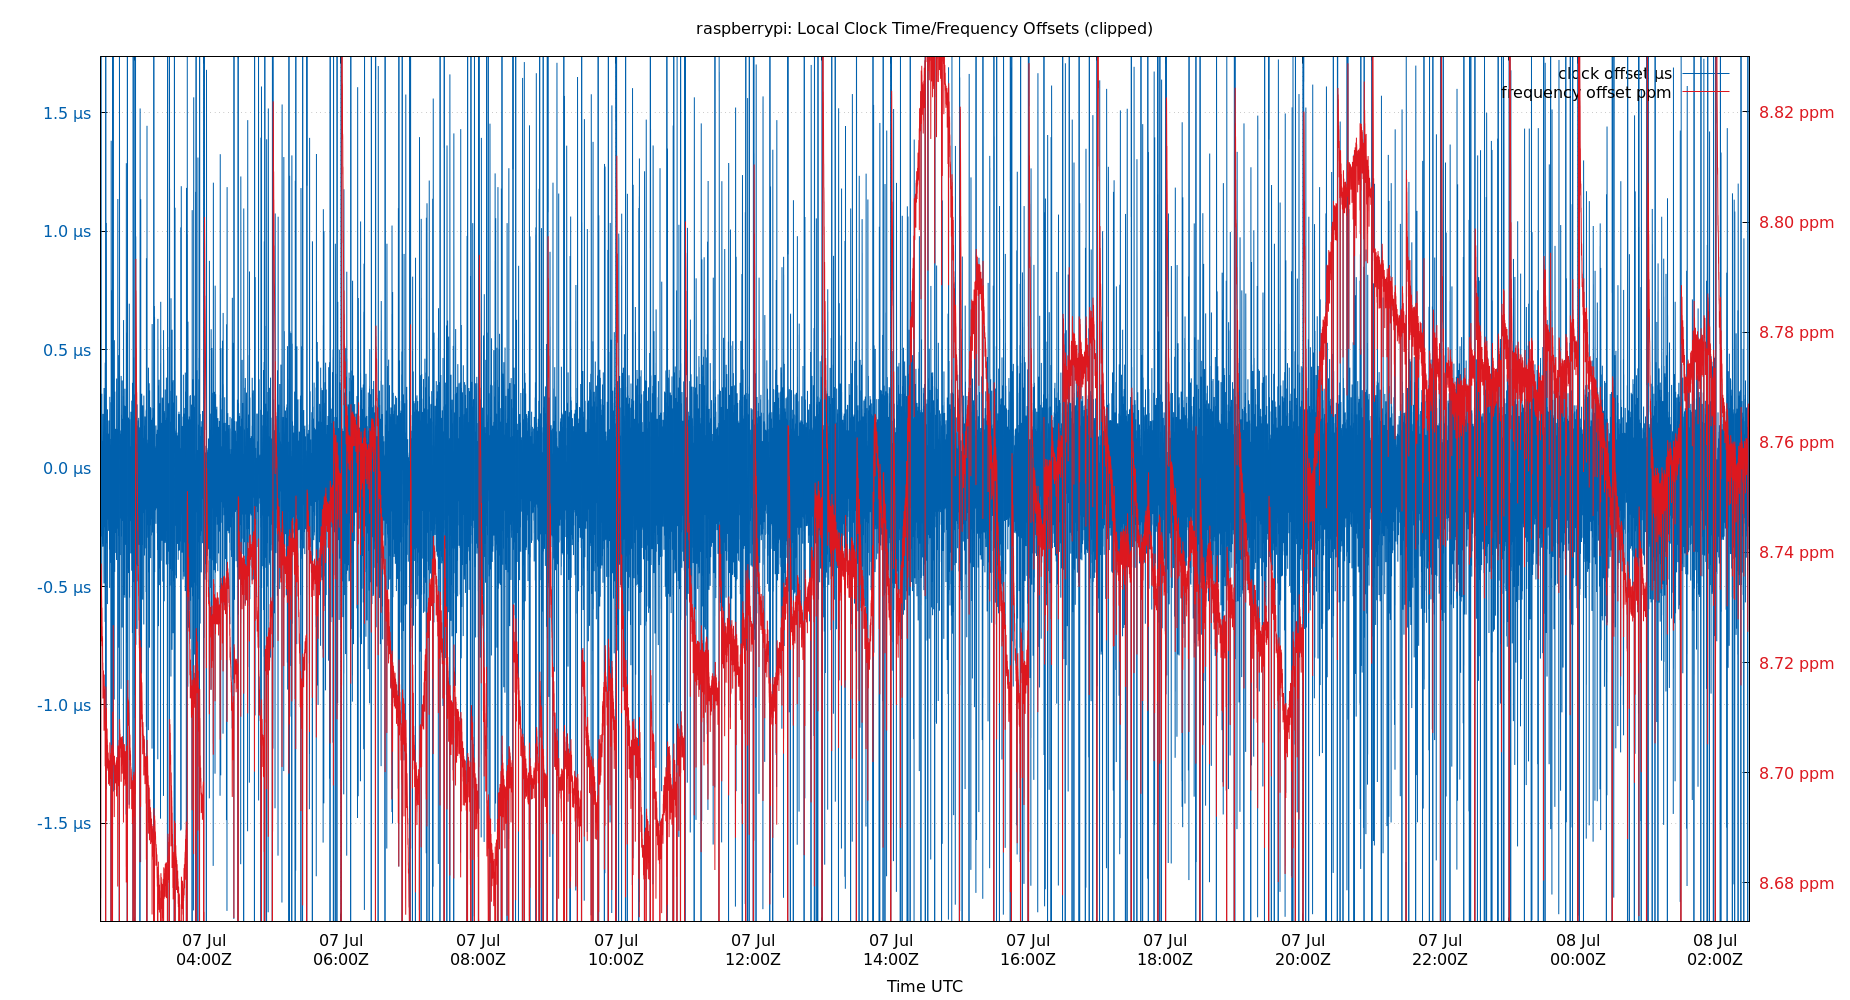 raspberrypi: Local Clock Time/Frequency Offsets (clipped)
clock offset µs
frequency offset ppm
1.5 µs
1.0 µs
0.5 µs
0.0 µs
-0.5 µs
-1.0 µs
-1.5 µs
8.82 ppm
8.80 ppm
8.78 ppm
8.76 ppm
8.74 ppm
8.72 ppm
8.70 ppm
8.68 ppm
07 Jul 07 Jul 07 Jul 07 Jul 07 Jul 07 Jul 07 Jul 07 Jul 07 Jul 07 Jul 08 Jul 08 Jul
04:00Z 06:00Z 08:00Z 10:00Z 12:00Z 14:00Z 16:00Z 18:00Z 20:00Z 22:00Z 00:00Z 02:00Z
Time UTC